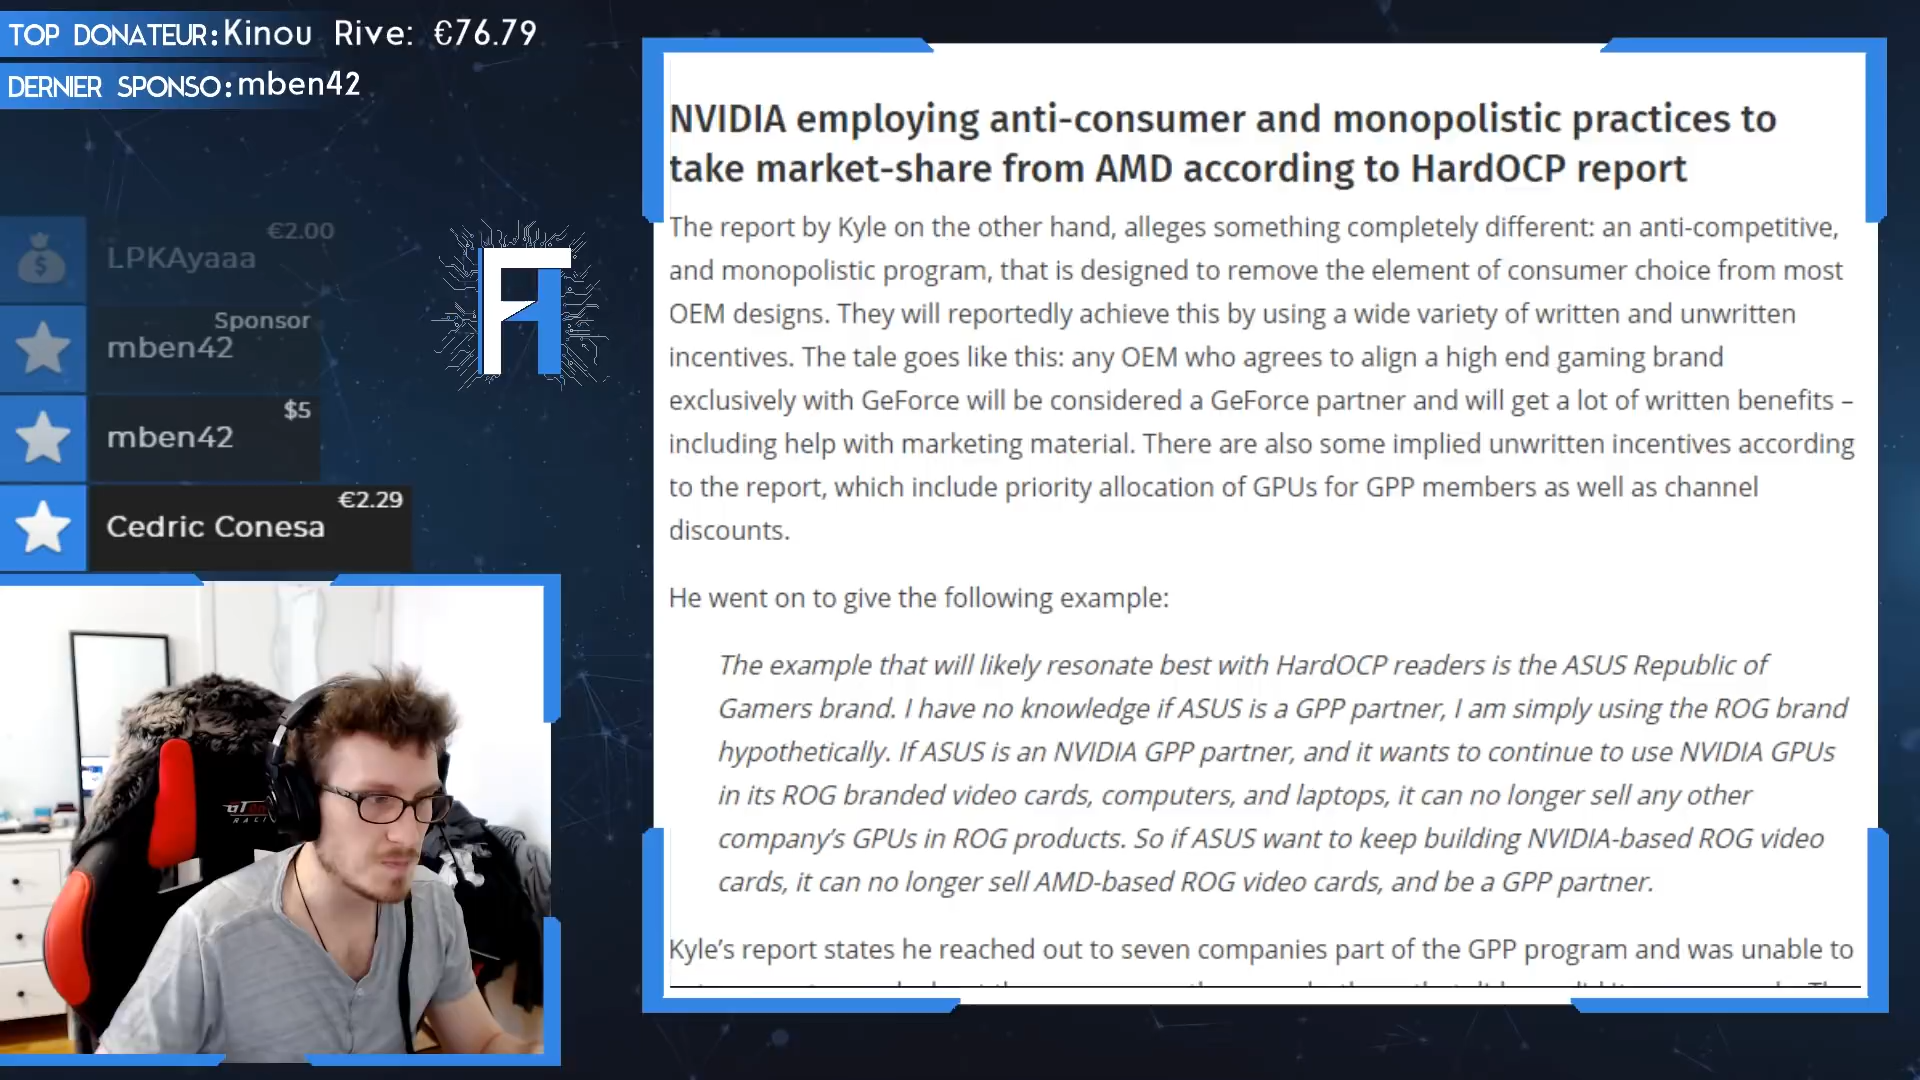 TOP DONATEUR: Kinou Rive: €76.79
DERNIER SPONSO: mben42
€2.00
LPKAyaaa
Sponsor
mben42
$5
mben42
€2.29
Cedric Conesa
NVIDIA employing anti-consumer and monopolistic practices to
take market-share from AMD according to HardOCP report
The report by Kyle on the other hand, alleges something completely different: an anti-competitive,
and monopolistic program, that is designed to remove the element of consumer choice from most
OEM designs. They will reportedly achieve this by using a wide variety of written and unwritten
incentives. The tale goes like this: any OEM who agrees to align a high end gaming brand
exclusively with GeForce will be considered a GeForce partner and will get a lot of written benefits –
including help with marketing material. There are also some implied unwritten incentives according
to the report, which include priority allocation of GPUs for GPP members as well as channel
discounts.
He went on to give the following example:
The example that will likely resonate best with HardOCP readers is the ASUS Republic of
Gamers brand. I have no knowledge if ASUS is a GPP partner, I am simply using the ROG brand
hypothetically. If ASUS is an NVIDIA GPP partner, and it wants to continue to use NVIDIA GPUs
in its ROG branded video cards, computers, and laptops, it can no longer sell any other
company's GPUs in ROG products. So if ASUS want to keep building NVIDIA-based ROG video
cards, it can no longer sell AMD-based ROG video cards, and be a GPP partner.
Kyle's report states he reached out to seven companies part of the GPP program and was unable to